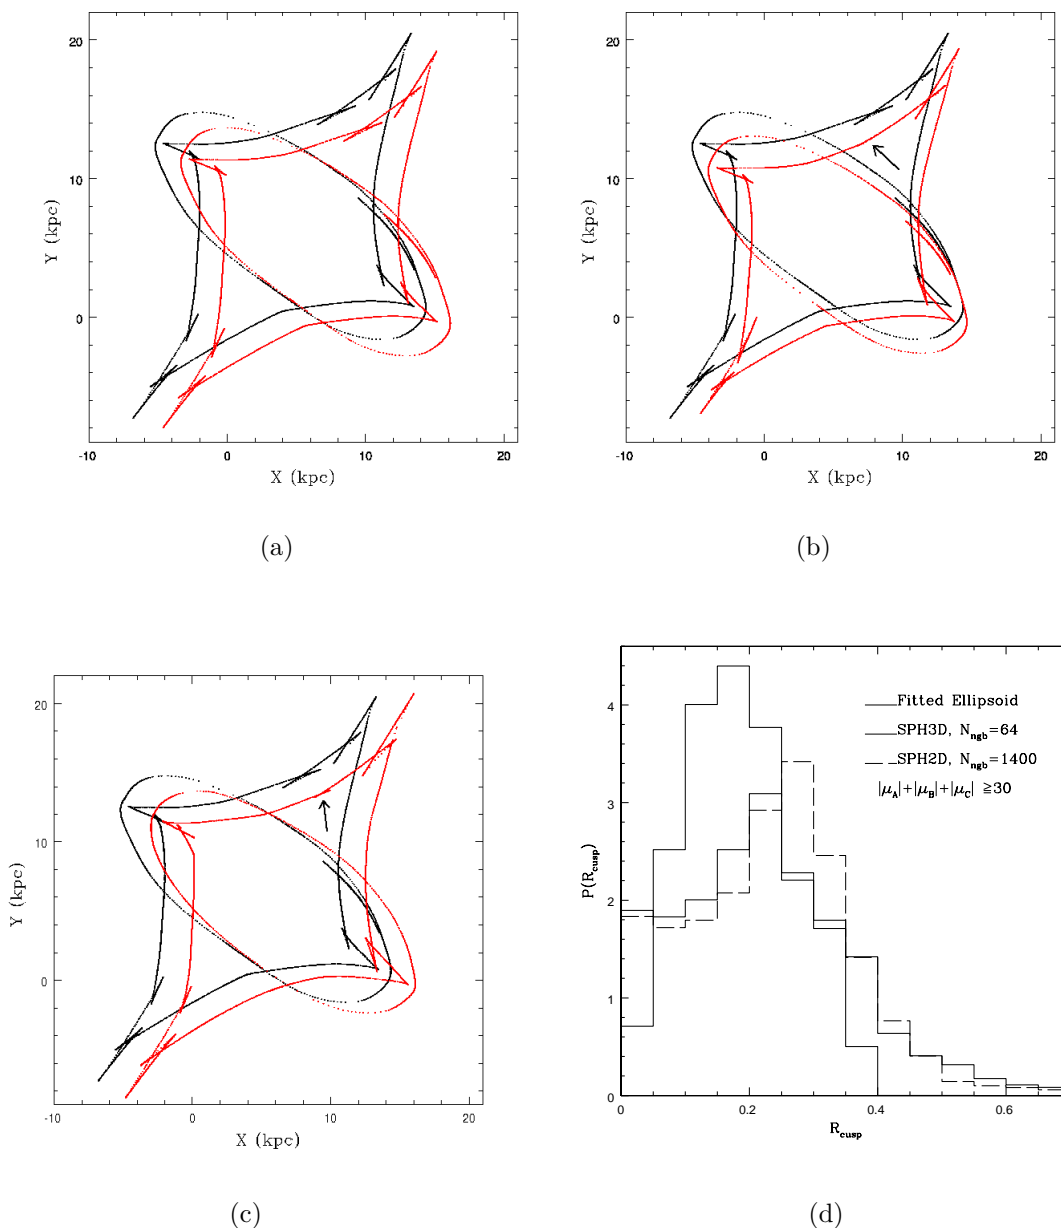 20
10
0
Y (kpc)
-10 0 10 20
X (kpc)
(a)
20
10
0
Y (kpc)
-10 0 10 20
X (kpc)
(b)
20
10
0
Y (kpc)
-10 0 10 20
X (kpc)
(c)
4
3
2
1
0
P(R_cusp)
Fitted Ellipsoid
SPH3D, N_ngb=64
SPH2D, N_ngb=1400
|μ_A|+|μ_B|+|μ_C| ≧30
0 0.2 0.4 0.6
R_cusp
(d)